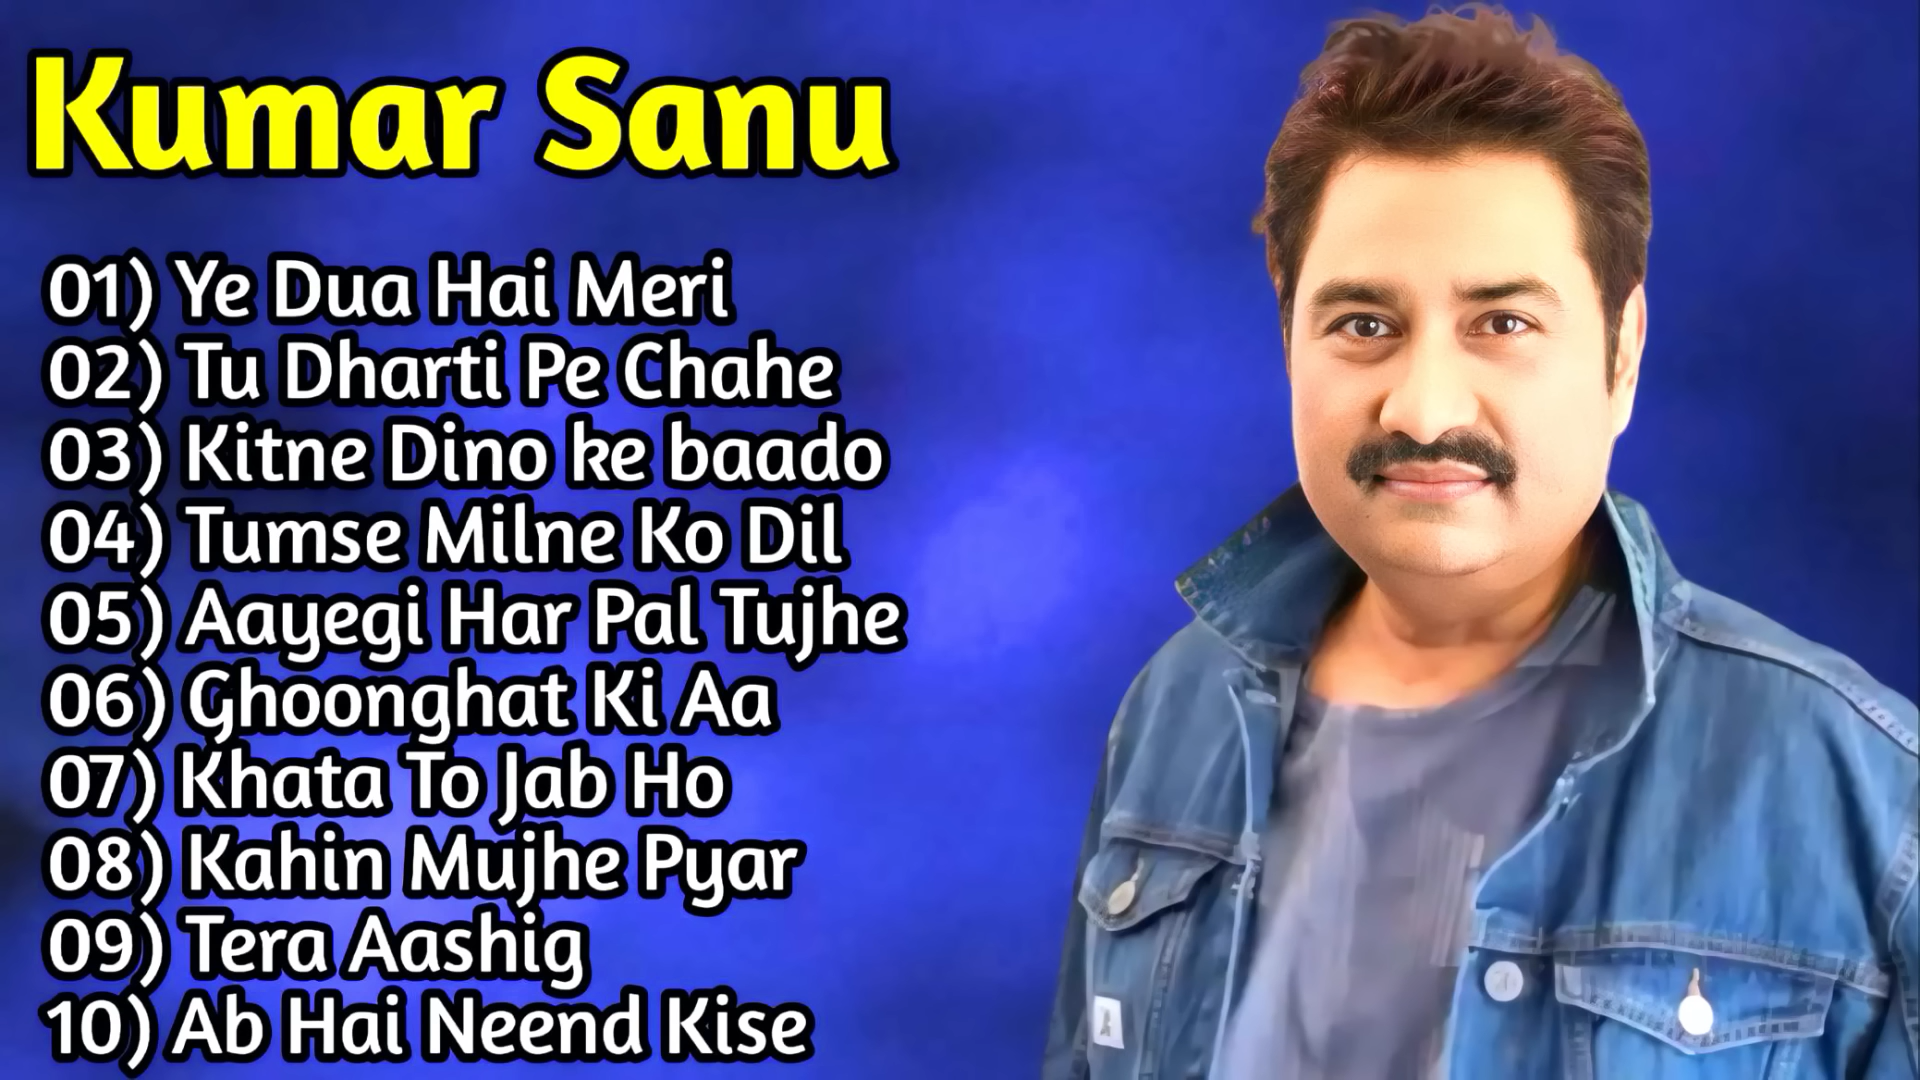 Kumar Sanu
01) Ye Dua Hai Meri
02) Tu Dharti Pe Chahe
03) Kitne Dino ke baado
04) Tumse Milne Ko Dil
05) Aayegi Har Pal Tujhe
06) Ghoonghat Ki Aa
07) Khata To Jab Ho
08) Kahin Mujhe Pyar
09) Tera Aashig
10) Ab Hai Neend Kise